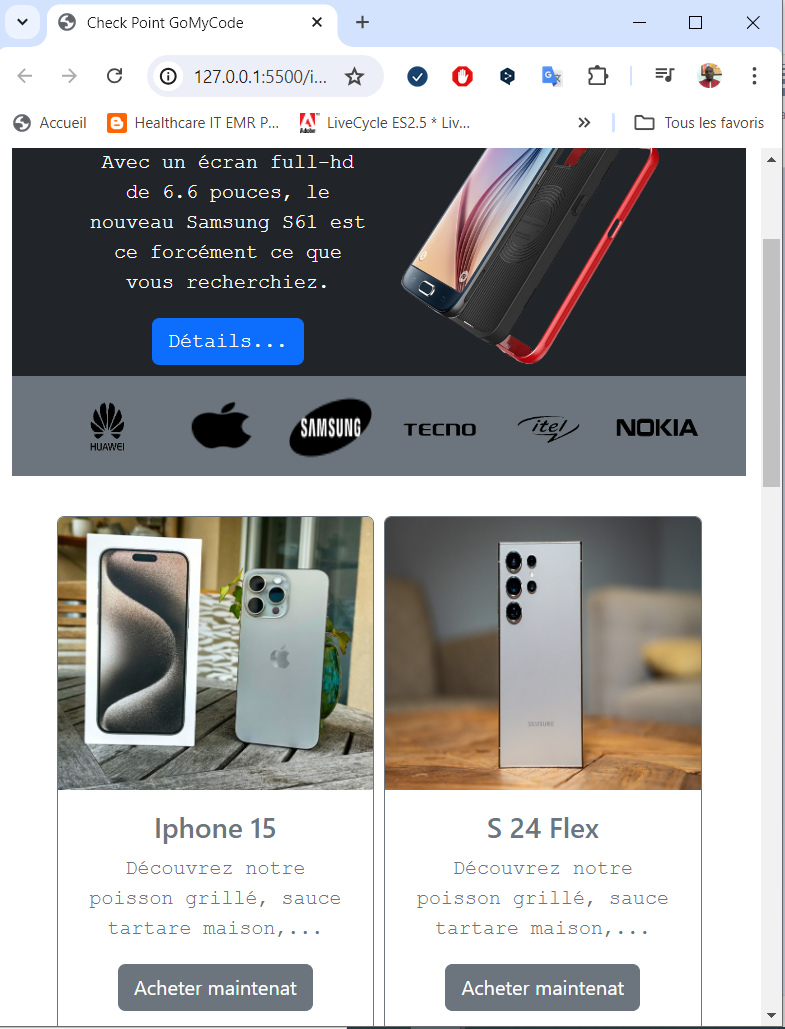 Check Point GoMyCode
127.0.0.1:5500/i...
Accueil
Healthcare IT EMR P...
Adobe
LiveCycle ES2.5 * Liv...
Tous les favoris
Avec un écran full-hd
de 6.6 pouces, le
nouveau Samsung S61 est
ce forcément ce que
vous recherchiez.
Détails...
HUAWEI
SAMSUNG
TECNO
itel
NOKIA
SAMSUNG
Iphone 15
S 24 Flex
Découvrez notre
poisson grillé, sauce
tartare maison,...
Découvrez notre
poisson grillé, sauce
tartare maison,...
Acheter maintenat
Acheter maintenat